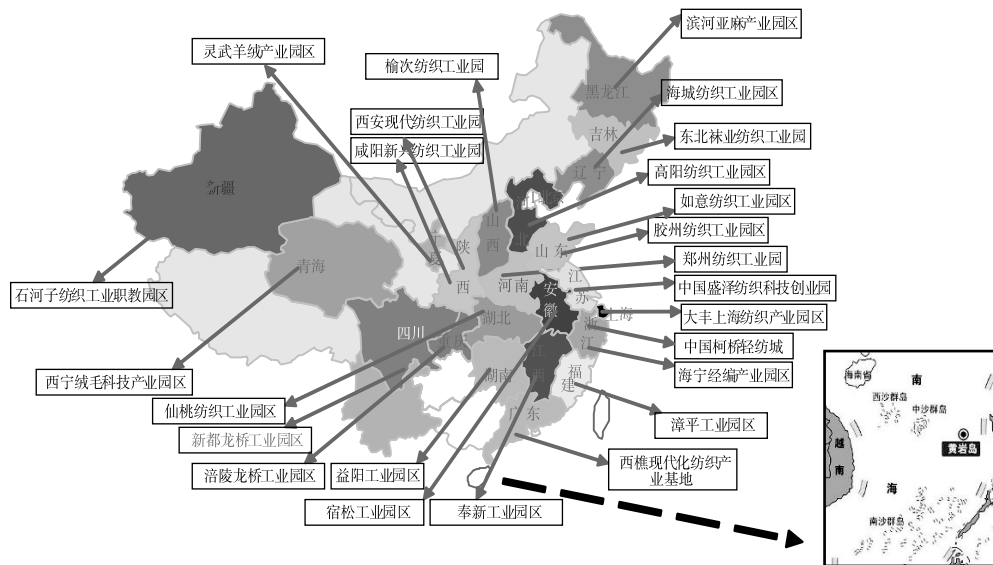 滨河亚麻产业园区
灵武羊绒产业园区
榆次纺织工业园
海城纺织工业园区
黑龙江
西安现代纺织工业园
东北袜业纺织工业园
吉林
咸阳新兴纺织工业园
高阳纺织工业园区
辽宁
新疆
如意纺织工业园区
北京
胶州纺织工业园区
山西
河北
山东
宁夏
陕西
郑州纺织工业园
青海
江苏
河南
安徽
中国盛泽纺织科技创业园
石河子纺织工业职教园区
大丰上海纺织产业园区
上海
湖北
四川
重庆
浙江
中国柯桥轻纺城
江西
海宁经编产业园区
湖南
福建
西宁绒毛科技产业园区
仙桃纺织工业园区
广东
漳平工业园区
新都龙桥工业园区
涪陵龙桥工业园区
益阳工业园区
西樵现代化纺织产
业基地
宿松工业园区
奉新工业园区
海南省
南
西沙群岛
中沙群岛
黄岩岛
越南
海
南沙群岛